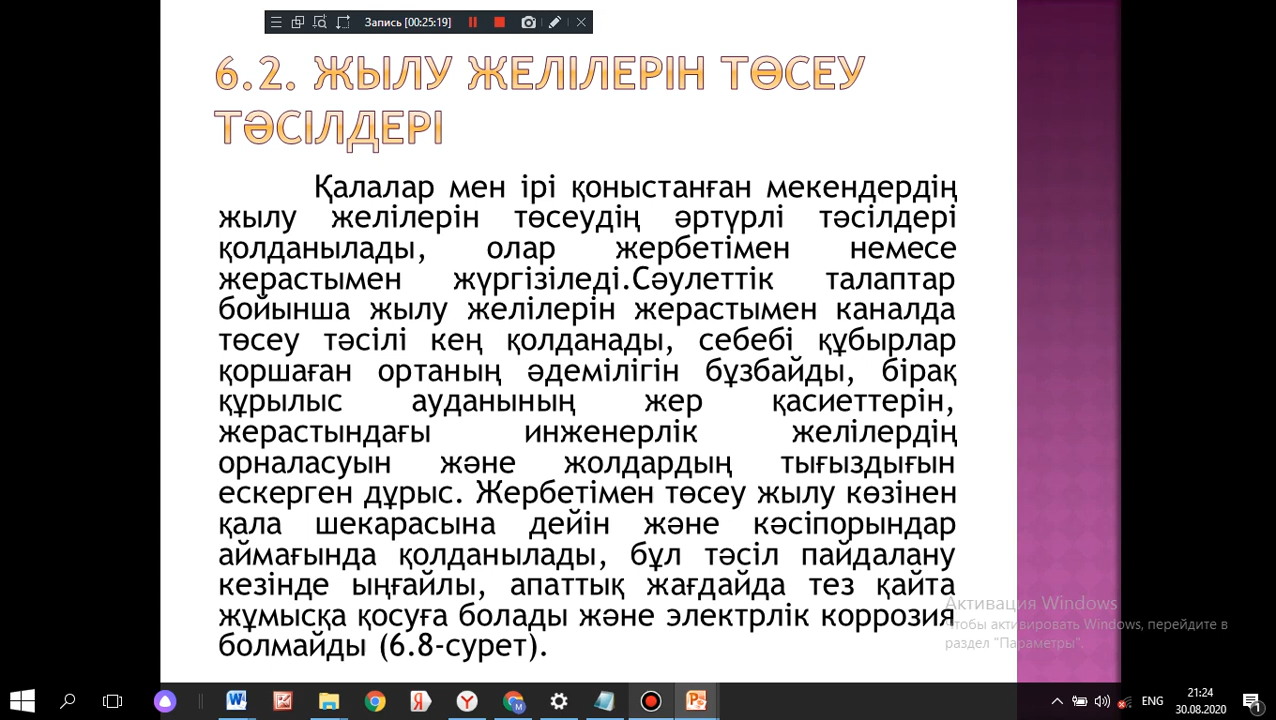 Запись [00:25:19]
6.2. ЖЫЛУ ЖЕЛІЛЕРІН ТӨСЕУ
ТӘСІЛДЕРІ
Қалалар мен ірі қоныстанған мекендердің
жылу желілерін төсеудің әртүрлі тәсілдері
қолданылады, олар жербетімен немесе
жерастымен жүргізіледі.Сәулеттік талаптар
бойынша жылу желілерін жерастымен каналда
төсеу тәсілі кең қолданады, себебі құбырлар
қоршаған ортаның әдемілігін бұзбайды, бірақ
құрылыс ауданының жер қасиеттерін,
жерастындағы инженерлік желілердің
орналасуын және жолдардың тығыздығын
ескерген дұрыс. Жербетімен төсеу жылу көзінен
қала шекарасына дейін және кәсіпорындар
аймағында қолданылады, бұл тәсіл пайдалану
кезінде ыңғайлы, апаттық жағдайда тез қайта
жұмысқа қосуға болады және электрлік коррозия
болмайды (6.8-сурет).
Активация Windows
Чтобы активировать Windows, перейдите в
раздел "Параметры".
ENG
21:24
30.08.2020